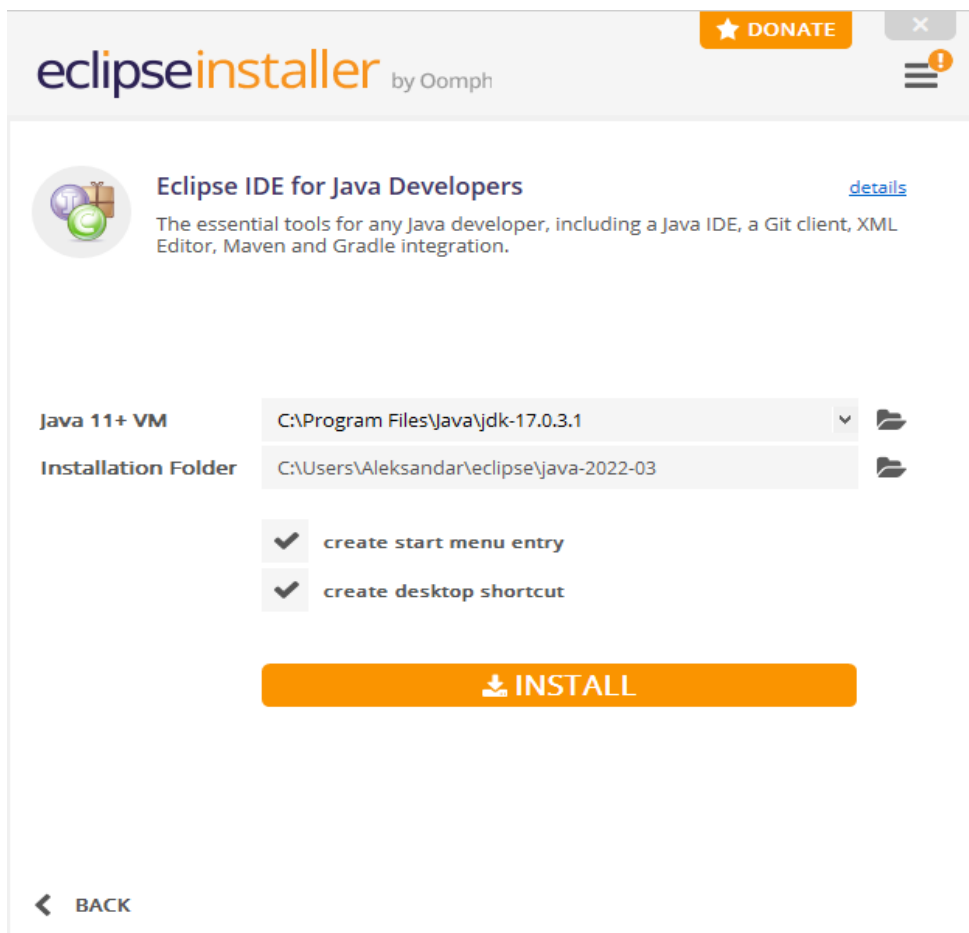 DONATE
eclipseinstaller by Oomph
Eclipse IDE for Java Developers details
The essential tools for any Java developer, including a Java IDE, a Git client, XML
Editor, Maven and Gradle integration.
Java 11+ VM C:\Program Files\Java\jdk-17.0.3.1
Installation Folder C:\Users\Aleksandar\eclipse\java-2022-03
create start menu entry
create desktop shortcut
INSTALL
BACK